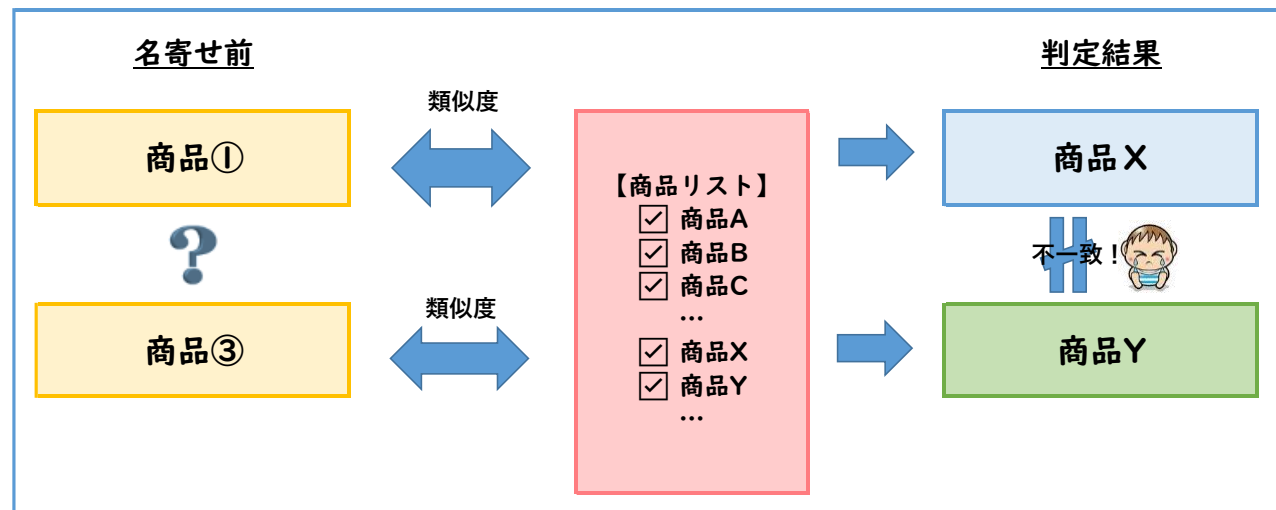 名寄せ前
判定結果
商品①
類似度
商品X
【商品リスト】
商品A
商品B
商品C
…
商品X
商品Y
…
?
不一致!
商品③
類似度
商品Y